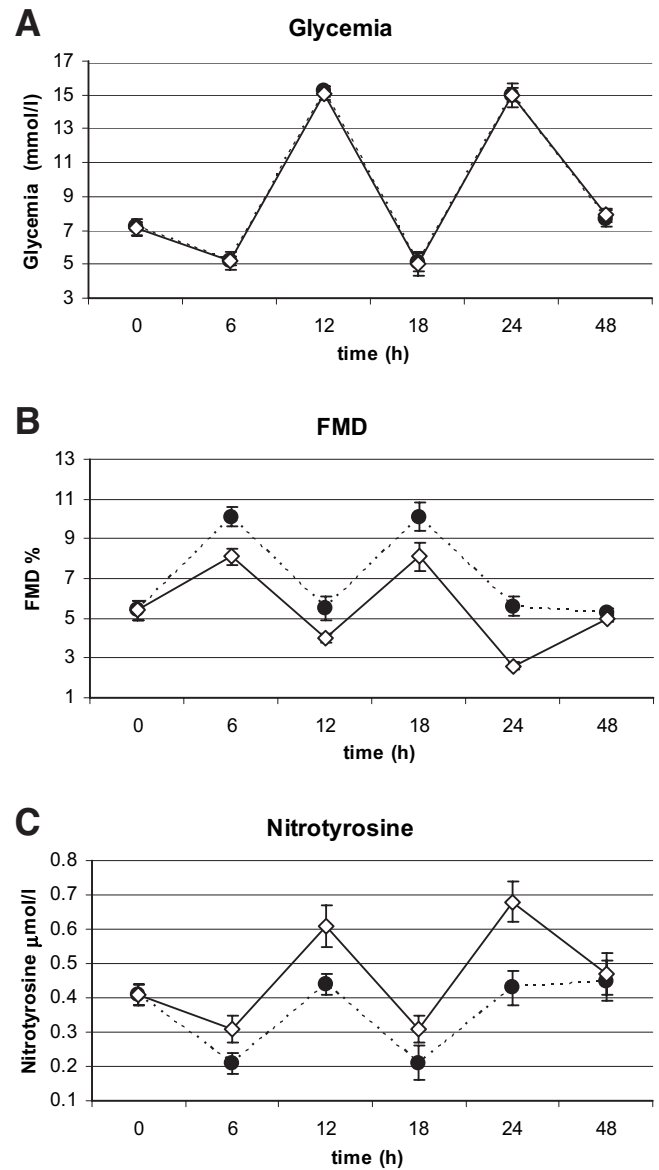 A
Glycemia
Glycemia (mmol/l)
17
15
13
11
9
7
5
3
0 6 12 18 24 48
time (h)
B
FMD
FMD %
13
11
9
7
5
3
1
0 6 12 18 24 48
time (h)
C
Nitrotyrosine
Nitrotyrosine μmol/l
0.8
0.7
0.6
0.5
0.4
0.3
0.2
0.1
0 6 12 18 24 48
time (h)